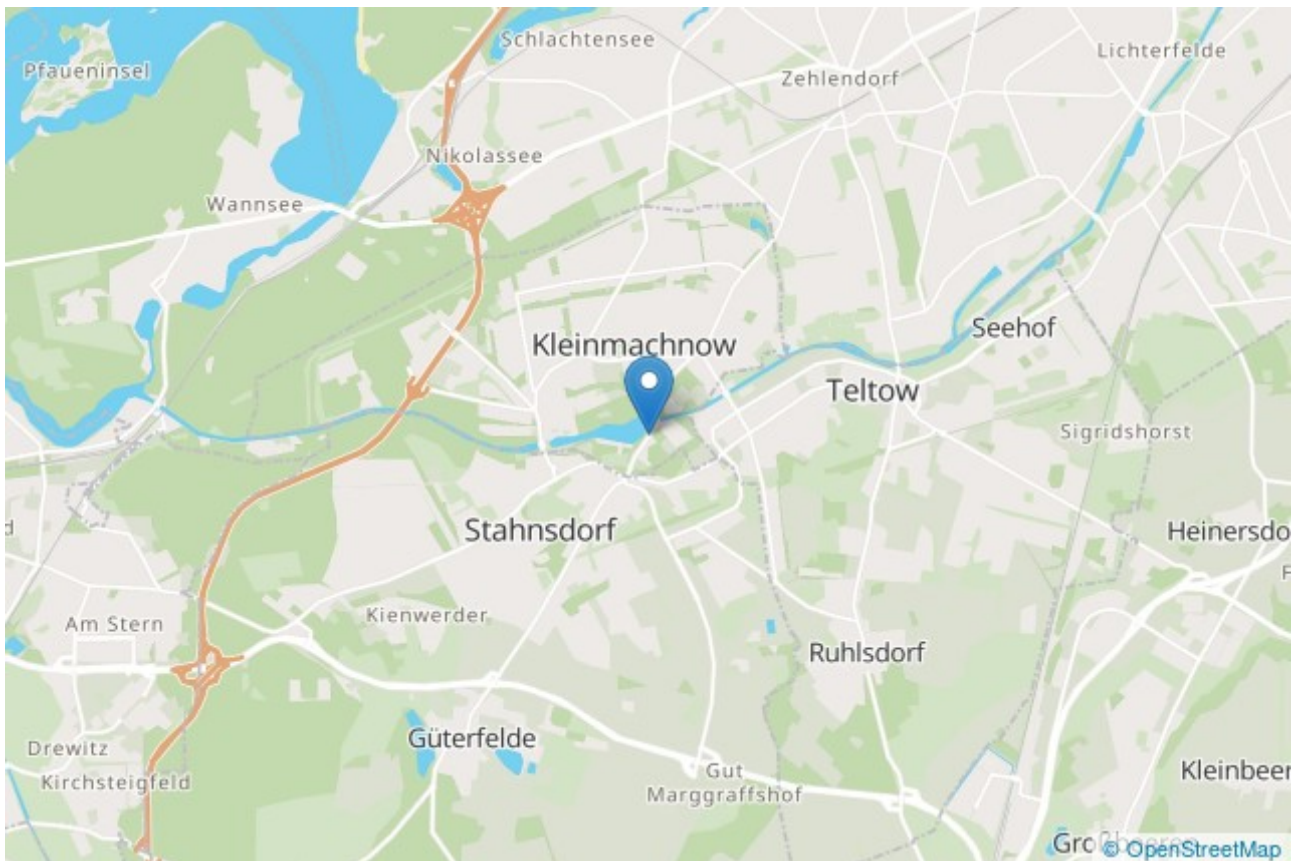 Schlachtensee
Lichterfelde
Pfaueninsel
Zehlendorf
Nikolassee
Wannsee
Seehof
Kleinmachnow
Teltow
Sigridshorst
Stahnsdorf
Heinersdo
d
F
Kienwerder
Am Stern
Ruhlsdorf
Güterfelde
Drewitz
Gut
Marggraffshof
Kleinbeer
Kirchsteigfeld
Großbeeren
© OpenStreetMap